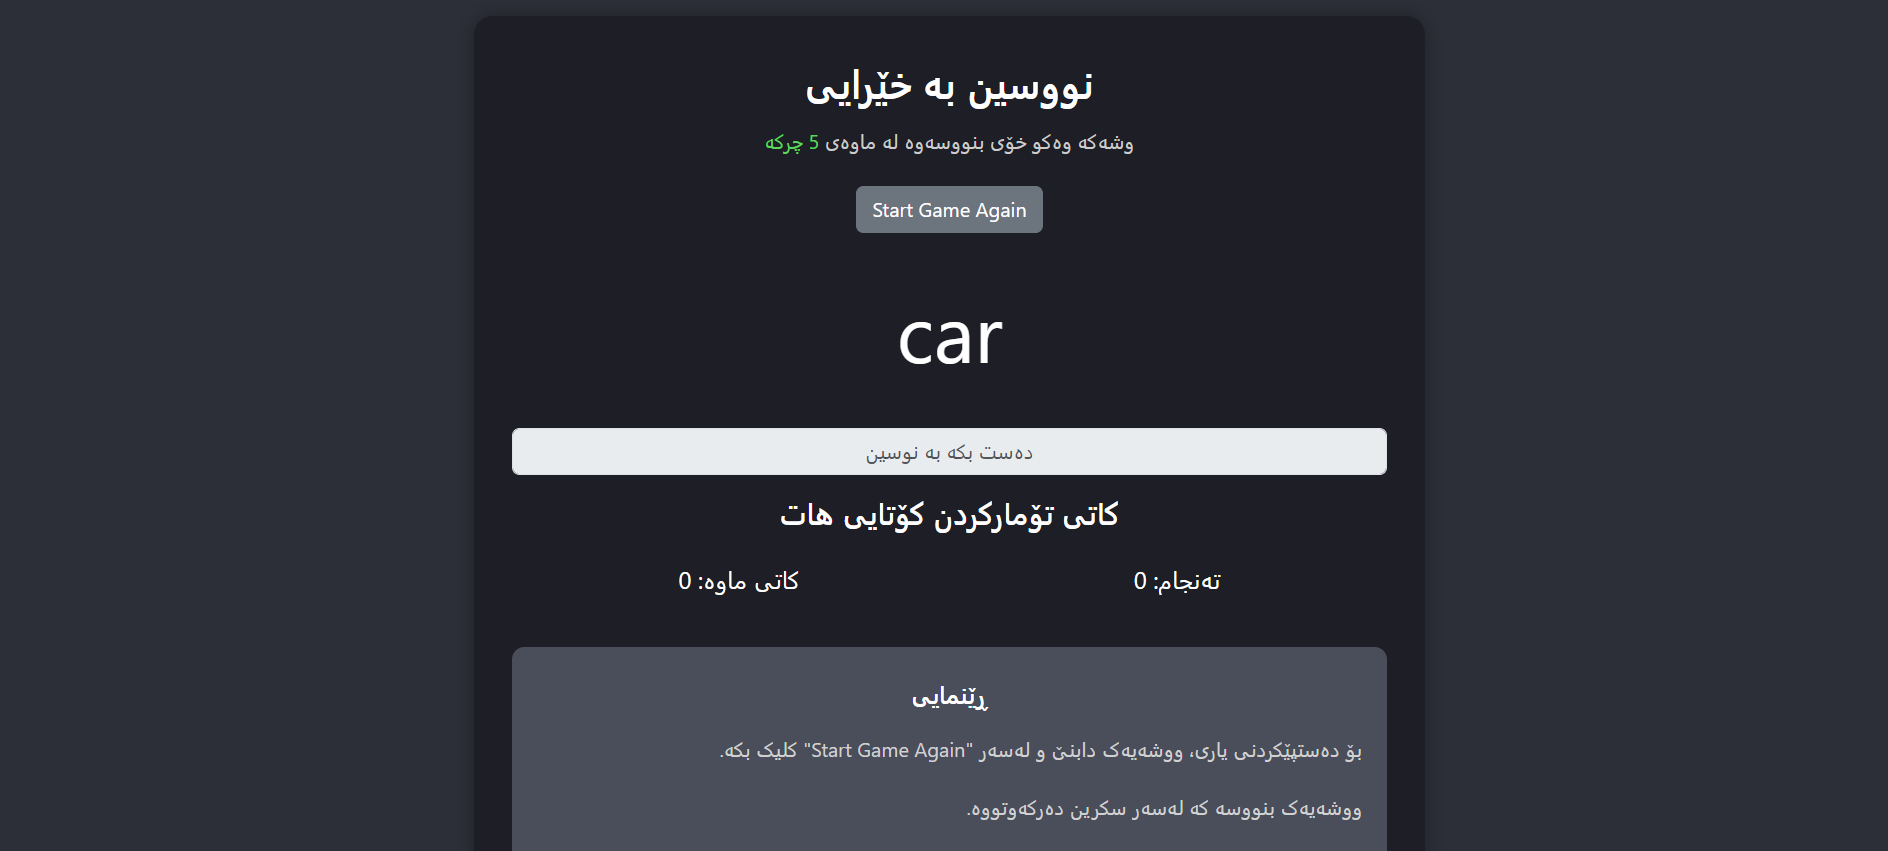 نووسین بە خێرایی
وشەکە وەکو خۆی بنووسەوە لە ماوەی 5 چرکە
Start Game Again
car
دەست بکە بە نوسین
کاتی تۆمارکردن کۆتایی هات
تەنجام: 0
کاتی ماوە: 0
ڕێنمایی
بۆ دەستپێکردنی یاری، ووشەیەک دابنێ و لەسەر "Start Game Again" کلیک بکە.
ووشەیەک بنووسە کە لەسەر سکرین دەرکەوتووە.